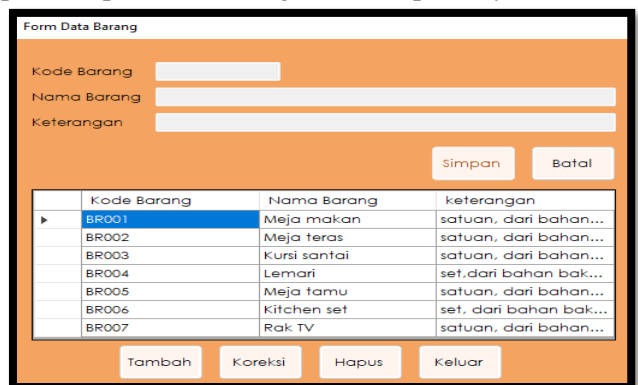 Form Data Barang
Kode Barang
Nama Barang
Keterangan
Simpan Batal
Kode Barang Nama Barang keterangan
BR001 Meja makan satuan, dari bahan...
BR002 Meja teras satuan, dari bahan...
BR003 Kursi santai satuan, dari bahan...
BR004 Lemari set,dari bahan bak...
BR005 Meja tamu satuan, dari bahan...
BR006 Kitchen set set, dari bahan bak...
BR007 Rak TV satuan, dari bahan...
Tambah Koreksi Hapus Keluar